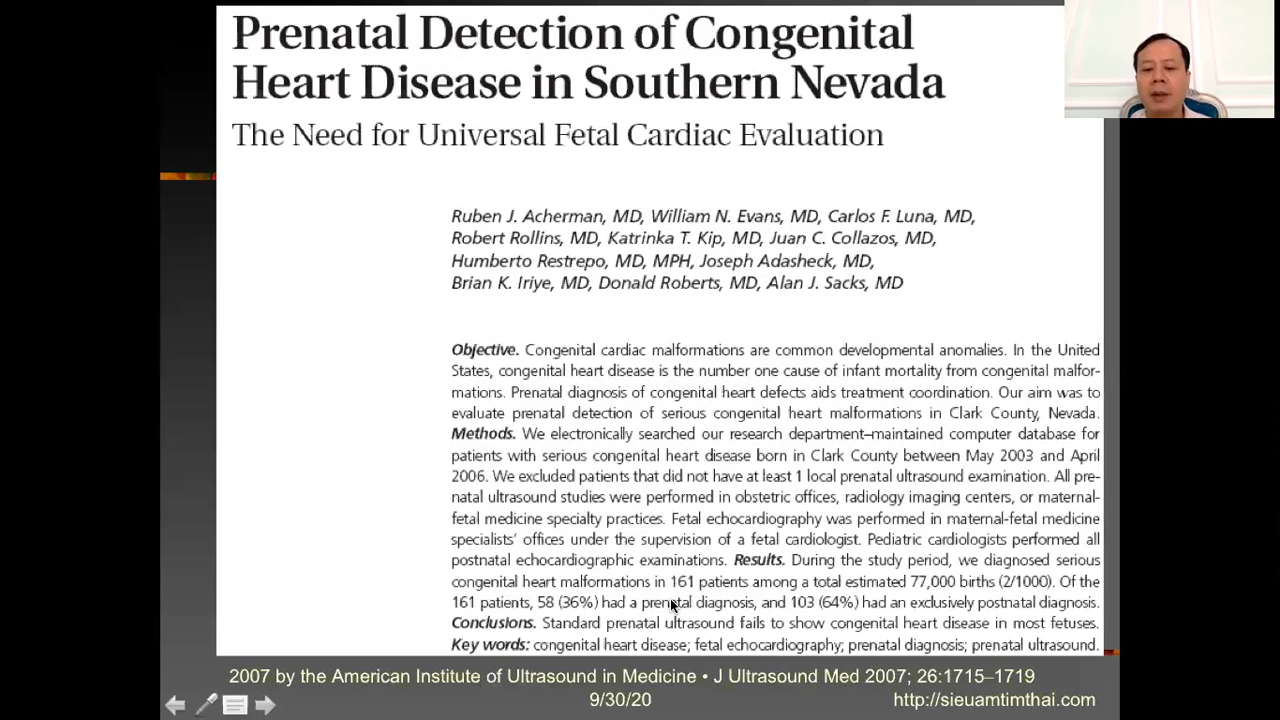 Prenatal Detection of Congenital
Heart Disease in Southern Nevada
The Need for Universal Fetal Cardiac Evaluation
Ruben J. Acherman, MD, William N. Evans, MD, Carlos F. Luna, MD,
Robert Rollins, MD, Katrinka T. Kip, MD, Juan C. Collazos, MD,
Humberto Restrepo, MD, MPH, Joseph Adasheck, MD,
Brian K. Iriye, MD, Donald Roberts, MD, Alan J. Sacks, MD
Objective. Congenital cardiac malformations are common developmental anomalies. In the United
States, congenital heart disease is the number one cause of infant mortality from congenital malfor-
mations. Prenatal diagnosis of congenital heart defects aids treatment coordination. Our aim was to
evaluate prenatal detection of serious congenital heart malformations in Clark County, Nevada.
Methods. We electronically searched our research department–maintained computer database for
patients with serious congenital heart disease born in Clark County between May 2003 and April
2006. We excluded patients that did not have at least 1 local prenatal ultrasound examination. All pre-
natal ultrasound studies were performed in obstetric offices, radiology imaging centers, or maternal-
fetal medicine specialty practices. Fetal echocardiography was performed in maternal-fetal medicine
specialists' offices under the supervision of a fetal cardiologist. Pediatric cardiologists performed all
postnatal echocardiographic examinations. Results. During the study period, we diagnosed serious
congenital heart malformations in 161 patients among a total estimated 77,000 births (2/1000). Of the
161 patients, 58 (36%) had a prenatal diagnosis, and 103 (64%) had an exclusively postnatal diagnosis.
Conclusions. Standard prenatal ultrasound fails to show congenital heart disease in most fetuses.
Key words: congenital heart disease; fetal echocardiography; prenatal diagnosis; prenatal ultrasound.
2007 by the American Institute of Ultrasound in Medicine • J Ultrasound Med 2007; 26:1715–1719
9/30/20
http://sieuamtimthai.com